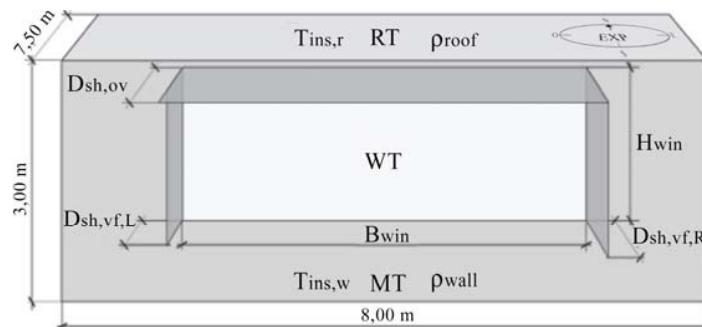 7,50 m
Tins,r RT ρroof
EXP
Dsh,ov
Hwin
3,00 m
WT
Dsh,vf,L
Bwin
Dsh,vf,R
Tins,w MT ρwall
8,00 m